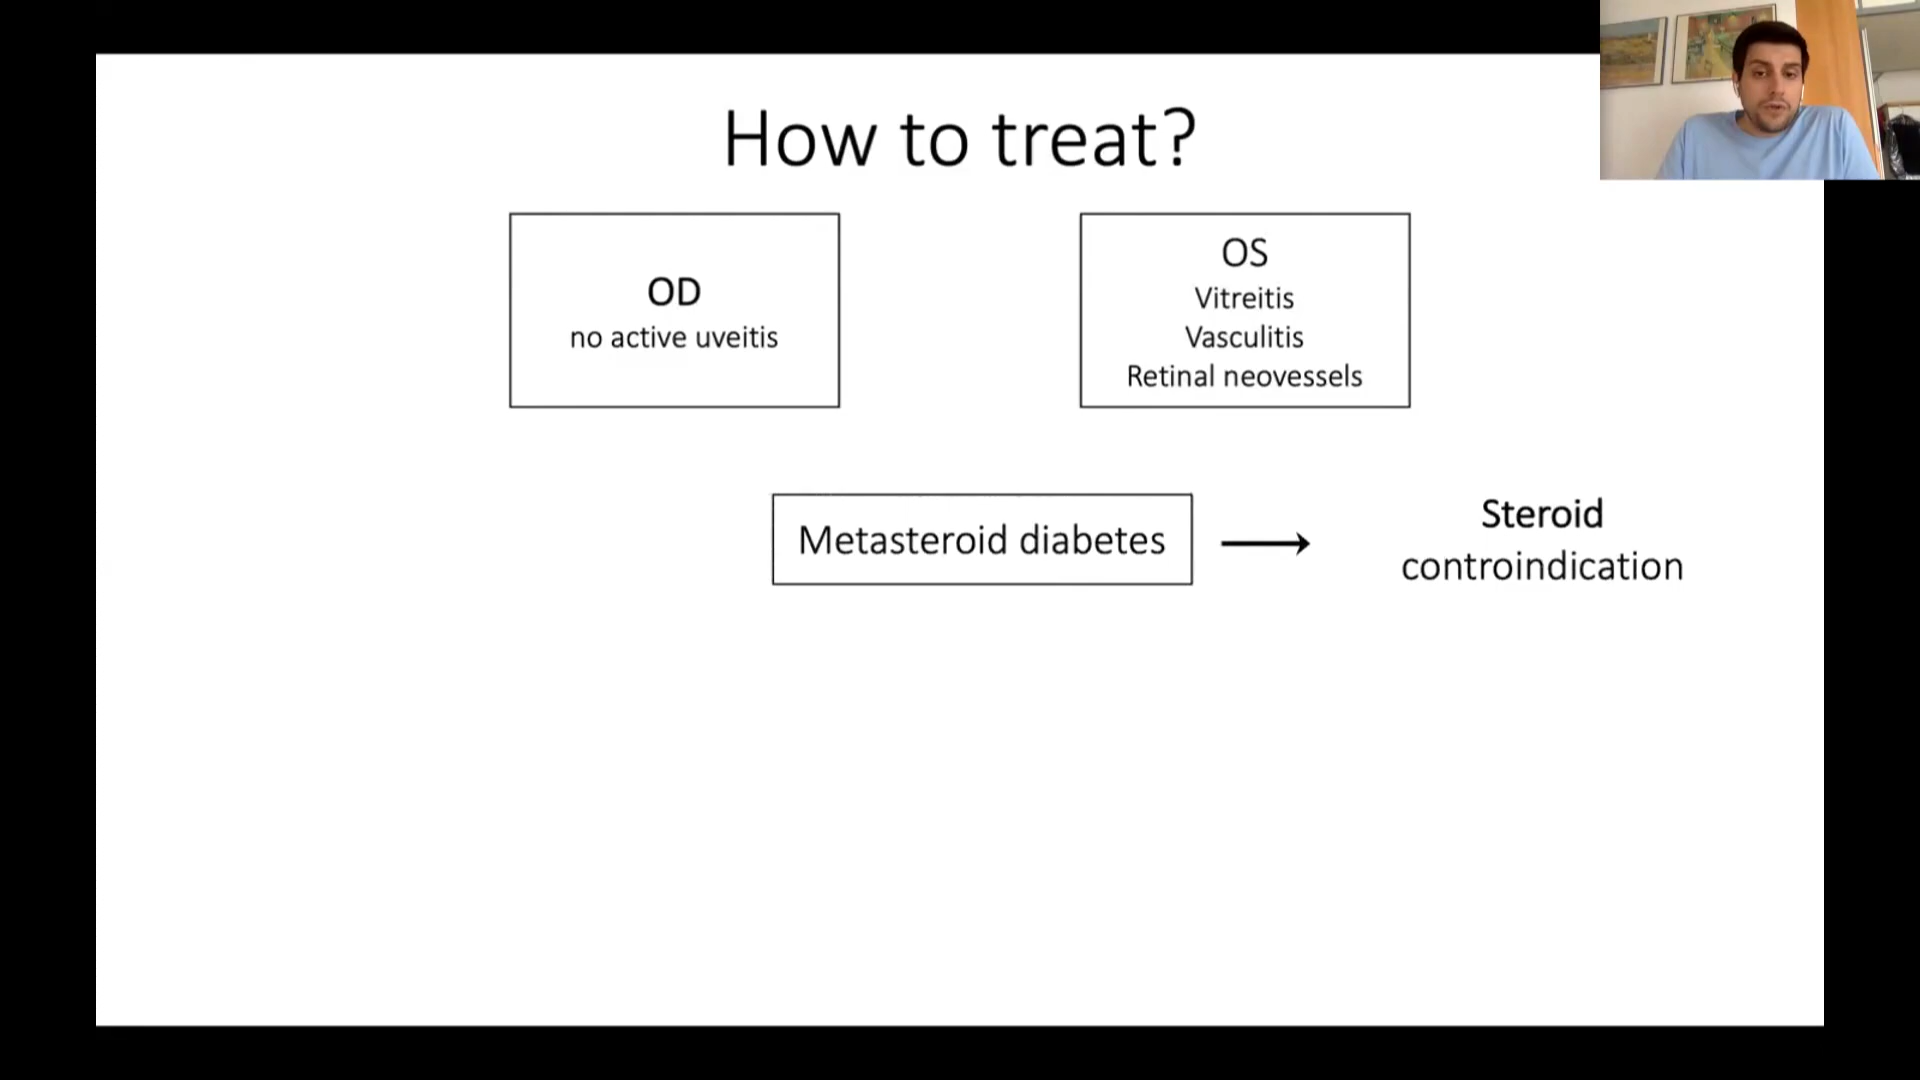 How to treat?
OD
no active uveitis
OS
Vitreitis
Vasculitis
Retinal neovessels
Metasteroid diabetes
Steroid
controindication